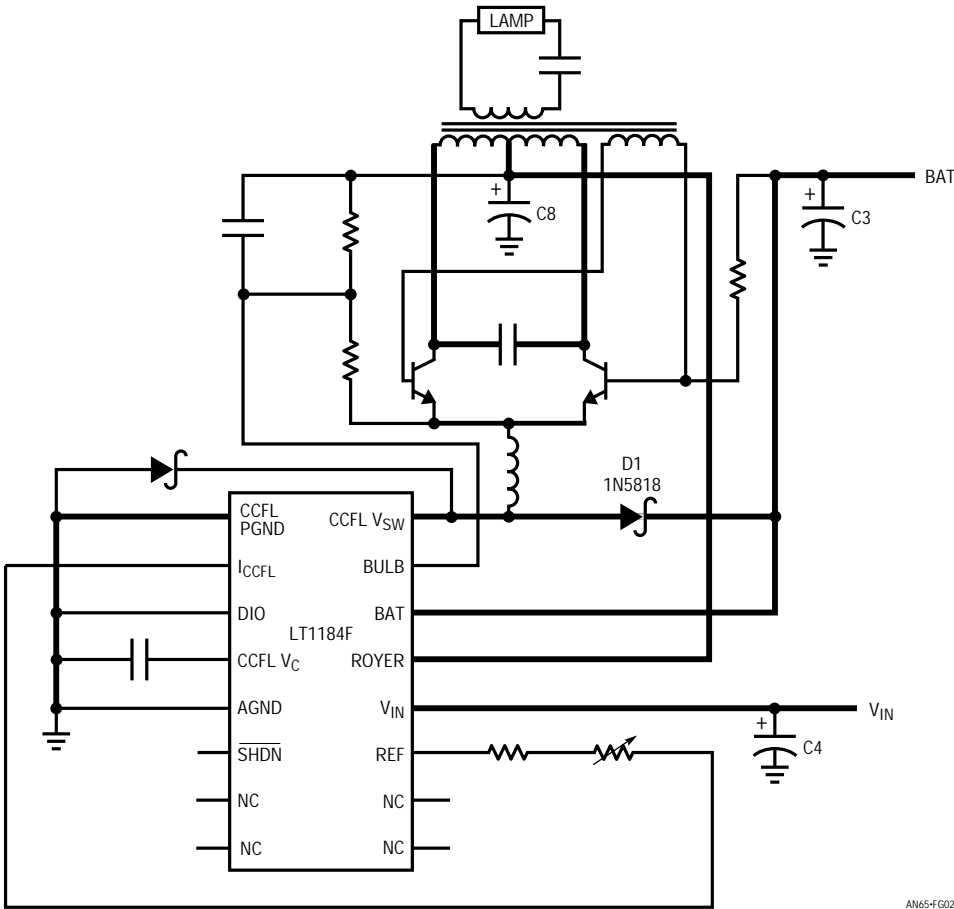 LAMP
BAT
C8
C3
D1
1N5818
CCFL
PGND
CCFL VSW
ICCFL
BULB
DIO
BAT
LT1184F
CCFL VC
ROYER
AGND
VIN
VIN
SHDN
REF
C4
NC
NC
NC
NC
+
+
+
AN65•FG02